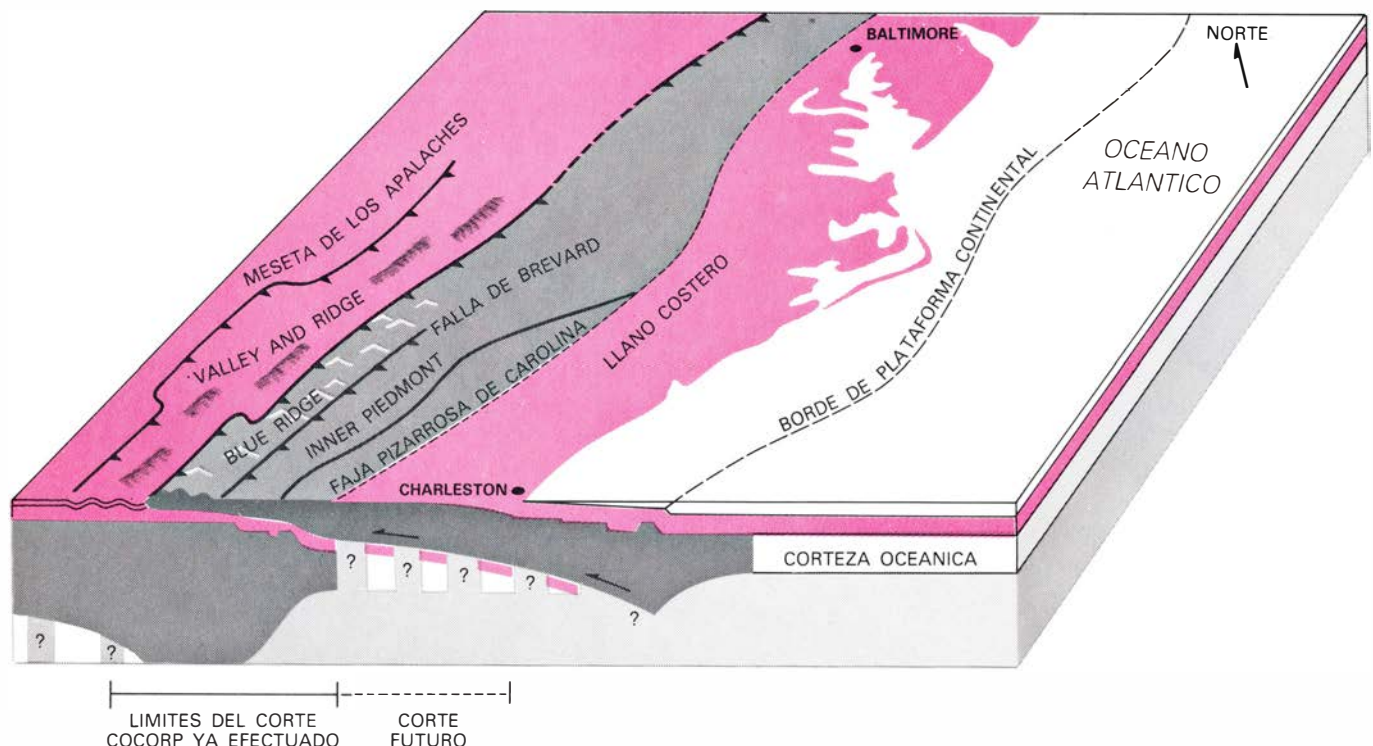 BALTIMORE
NORTE
OCEANO
ATLANTICO
MESETA DE LOS APALACHES
VALLEY AND RIDGE
BLUE RIDGE
FALLA DE BREVARD
INNER PIEDMONT
FAJA PIZARROSA DE CAROLINA
LLANO COSTERO
BORDE DE PLATAFORMA CONTINENTAL
CHARLESTON
CORTEZA OCEANICA
?
?
?
?
?
?
?
LIMITES DEL CORTE
COCORP YA EFECTUADO
CORTE
FUTURO